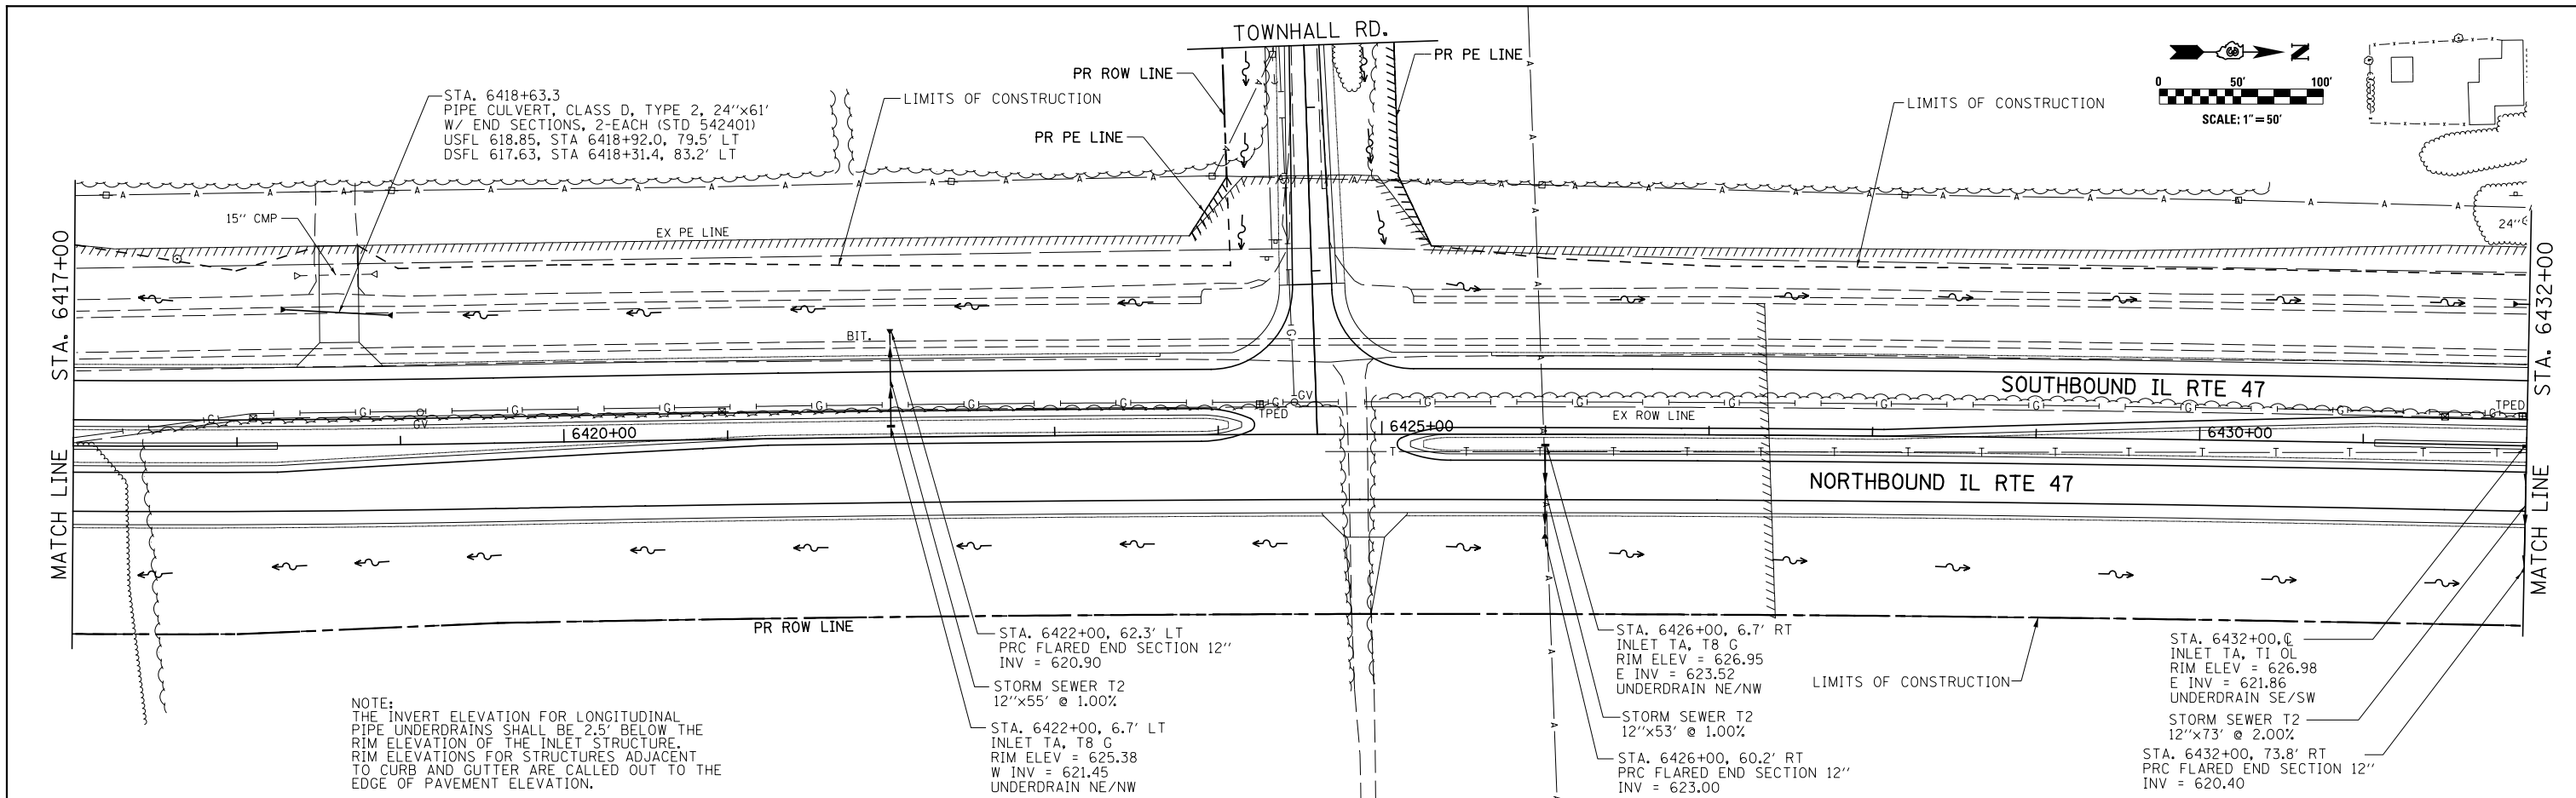 TOWNHALL RD.
PR PE LINE
PR ROW LINE
N
0 50' 100'
SCALE: 1"=50'
STA. 6418+63.3
PIPE CULVERT, CLASS D, TYPE 2, 24"x61'
W/ END SECTIONS, 2-EACH (STD 542401)
USFL 618.85, STA 6418+92.0, 79.5' LT
DSFL 617.63, STA 6418+31.4, 83.2' LT
LIMITS OF CONSTRUCTION
LIMITS OF CONSTRUCTION
PR PE LINE
15" CMP
EX PE LINE
24"
STA. 6417+00
MATCH LINE
STA. 6432+00
MATCH LINE
BIT.
SOUTHBOUND IL RTE 47
GV
TPED
TPED
EX ROW LINE
GV
6420+00
6425+00
6430+00
NORTHBOUND IL RTE 47
PR ROW LINE
STA. 6422+00, 62.3' LT
PRC FLARED END SECTION 12"
INV = 620.90
STORM SEWER T2
12"x55' @ 1.00%
STA. 6422+00, 6.7' LT
INLET TA, T8 G
RIM ELEV = 625.38
W INV = 621.45
UNDERDRAIN NE/NW
STA. 6426+00, 6.7' RT
INLET TA, T8 G
RIM ELEV = 626.95
E INV = 623.52
UNDERDRAIN NE/NW
STORM SEWER T2
12"x53' @ 1.00%
STA. 6426+00, 60.2' RT
PRC FLARED END SECTION 12"
INV = 623.00
LIMITS OF CONSTRUCTION
STA. 6432+00, ℄
INLET TA, T1 OL
RIM ELEV = 626.98
E INV = 621.86
UNDERDRAIN SE/SW
STORM SEWER T2
12"x73' @ 2.00%
STA. 6432+00, 73.8' RT
PRC FLARED END SECTION 12"
INV = 620.40
NOTE:
THE INVERT ELEVATION FOR LONGITUDINAL
PIPE UNDERDRAINS SHALL BE 2.5' BELOW THE
RIM ELEVATION OF THE INLET STRUCTURE.
RIM ELEVATIONS FOR STRUCTURES ADJACENT
TO CURB AND GUTTER ARE CALLED OUT TO THE
EDGE OF PAVEMENT ELEVATION.